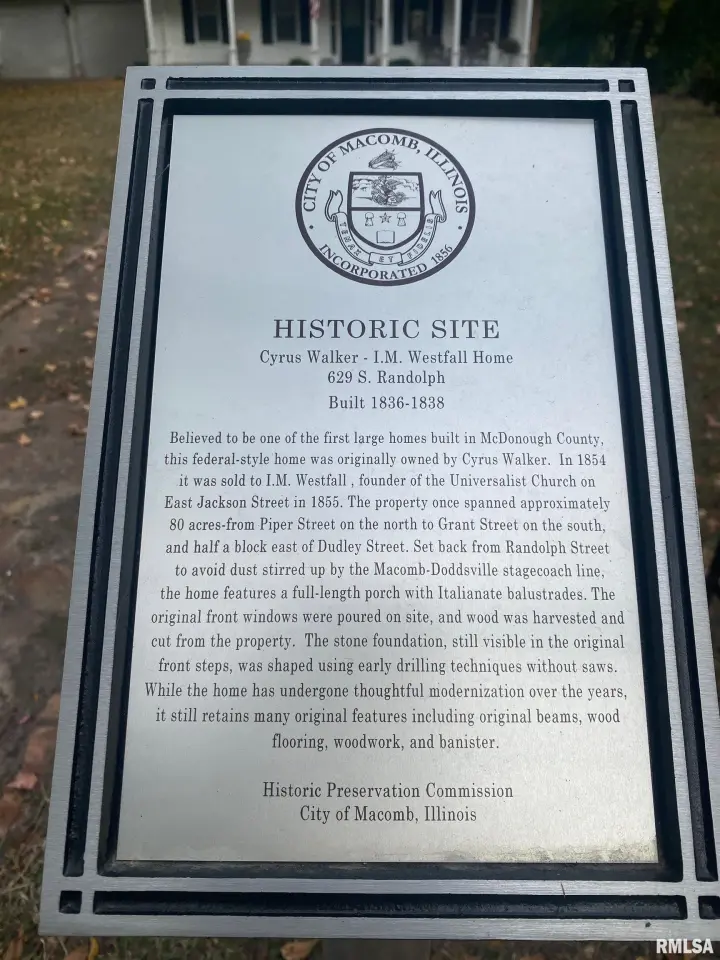 CITY OF MACOMB, ILLINOIS
TENAX ET FIDELIS
INCORPORATED 1856
HISTORIC SITE
Cyrus Walker - I.M. Westfall Home
629 S. Randolph
Built 1836-1838
Believed to be one of the first large homes built in McDonough County,
this federal-style home was originally owned by Cyrus Walker. In 1854
it was sold to I.M. Westfall , founder of the Universalist Church on
East Jackson Street in 1855. The property once spanned approximately
80 acres-from Piper Street on the north to Grant Street on the south,
and half a block east of Dudley Street. Set back from Randolph Street
to avoid dust stirred up by the Macomb-Doddsville stagecoach line,
the home features a full-length porch with Italianate balustrades. The
original front windows were poured on site, and wood was harvested and
cut from the property. The stone foundation, still visible in the original
front steps, was shaped using early drilling techniques without saws.
While the home has undergone thoughtful modernization over the years,
it still retains many original features including original beams, wood
flooring, woodwork, and banister.
Historic Preservation Commission
City of Macomb, Illinois
RMLSA